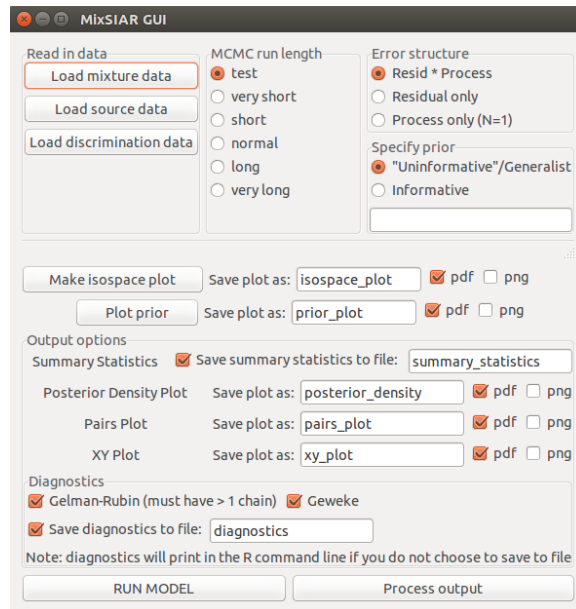 MixSIAR GUI
Read in data
Load mixture data
Load source data
Load discrimination data
MCMC run length
test
very short
short
normal
long
very long
Error structure
Resid * Process
Residual only
Process only (N=1)
Specify prior
"Uninformative"/Generalist
Informative
Make isospace plot Save plot as: isospace_plot pdf png
Plot prior Save plot as: prior_plot pdf png
Output options
Summary Statistics Save summary statistics to file: summary_statistics
Posterior Density Plot Save plot as: posterior_density pdf png
Pairs Plot Save plot as: pairs_plot pdf png
XY Plot Save plot as: xy_plot pdf png
Diagnostics
Gelman-Rubin (must have > 1 chain) Geweke
Save diagnostics to file: diagnostics
Note: diagnostics will print in the R command line if you do not choose to save to file
RUN MODEL Process output